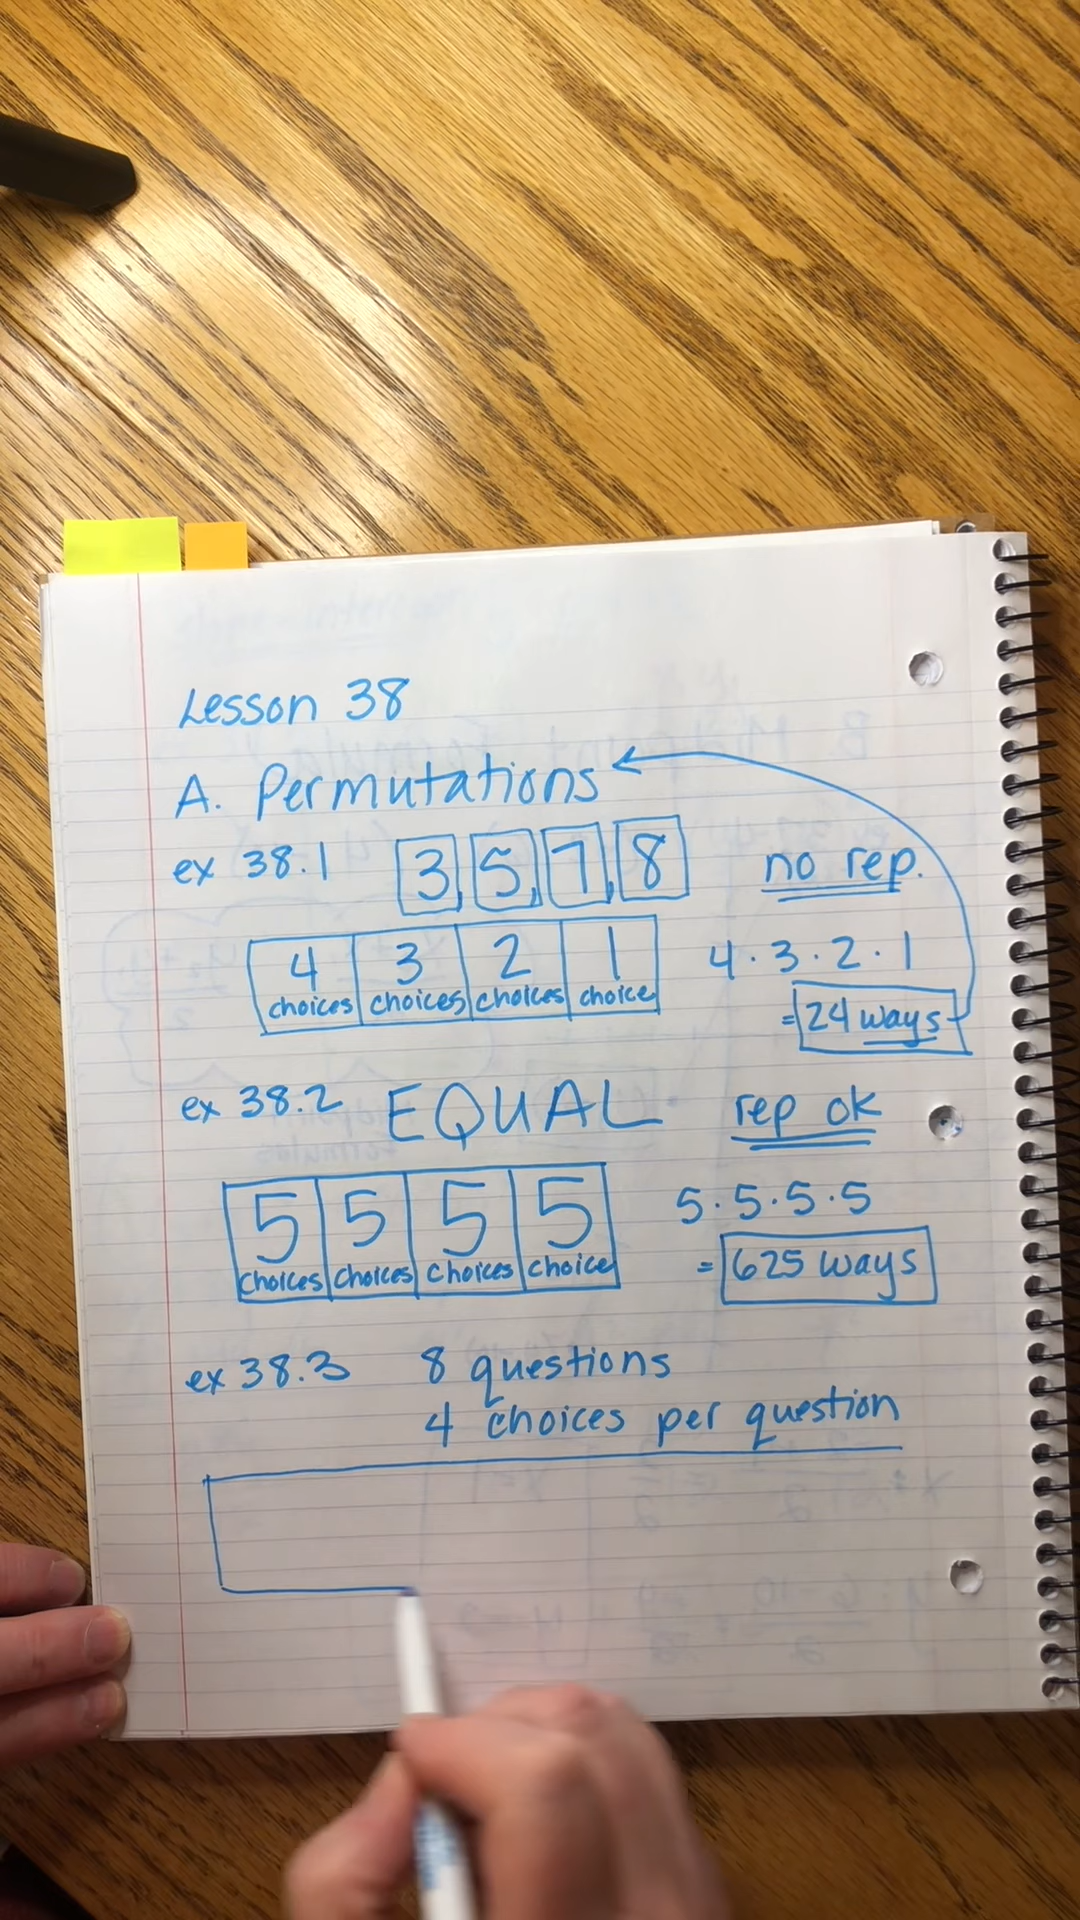 Lesson 38
A. Permutations
ex 38.1 3, 5, 7, 8 no rep.
4 choices 3 choices 2 choices 1 choice 4 · 3 · 2 · 1
= 24 ways
ex 38.2 EQUAL rep ok
5 choices 5 choices 5 choices 5 choice 5 · 5 · 5 · 5
= 625 ways
ex 38.3 8 questions
4 choices per question